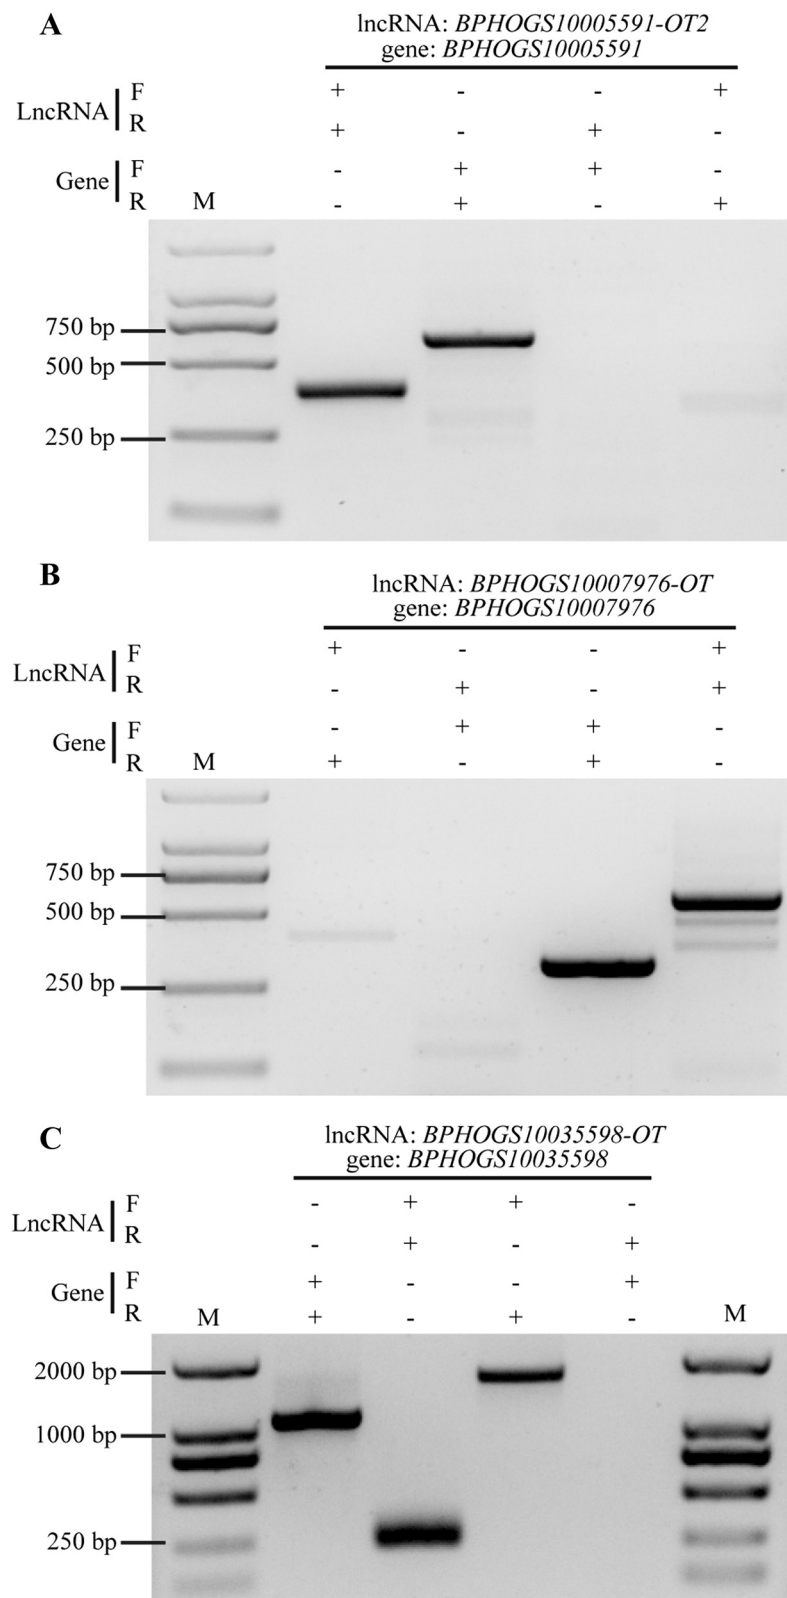 A
lncRNA: BPHOGS10005591-OT2
gene: BPHOGS10005591
LncRNA F + - - +
R + - + -
Gene F - + + -
R M - + - +
750 bp
500 bp
250 bp
B
lncRNA: BPHOGS10007976-OT
gene: BPHOGS10007976
LncRNA F + - - +
R - + - +
Gene F - + + -
R M + - + -
750 bp
500 bp
250 bp
C
lncRNA: BPHOGS10035598-OT
gene: BPHOGS10035598
LncRNA F - + + -
R - + - +
Gene F + - - +
R M + - + - M
2000 bp
1000 bp
250 bp